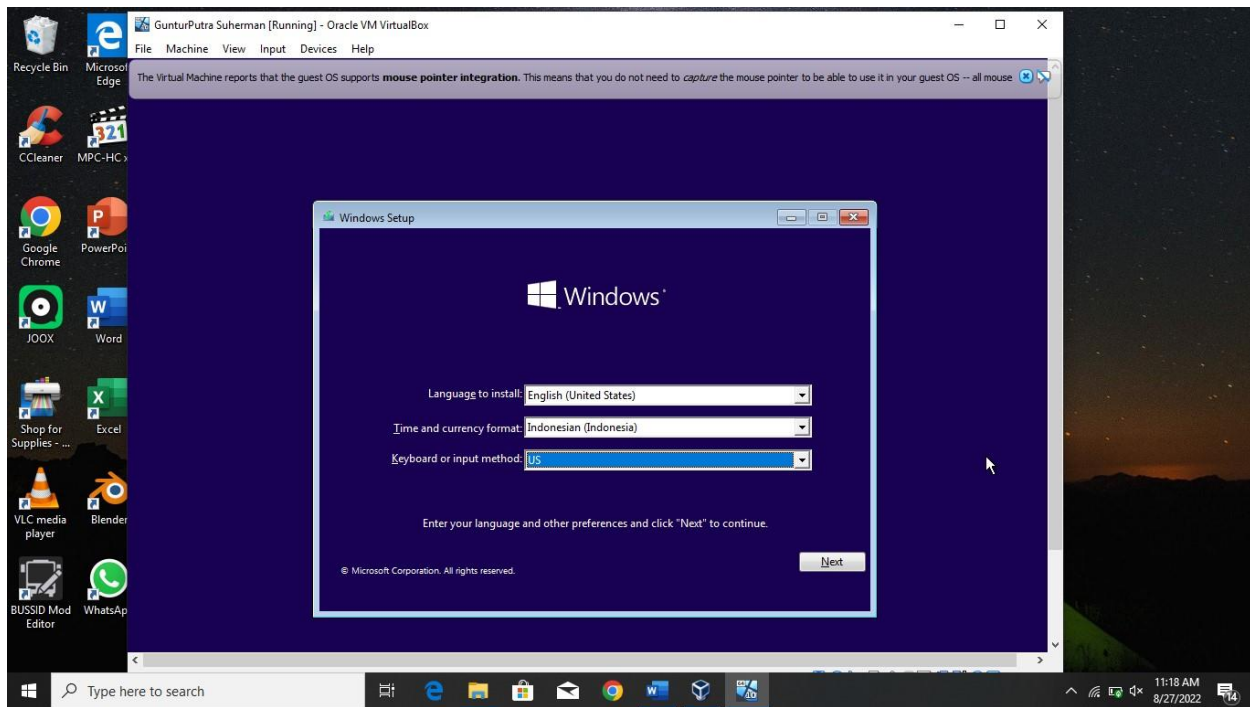 GunturPutra Suherman [Running] - Oracle VM VirtualBox
File Machine View Input Devices Help
The Virtual Machine reports that the guest OS supports mouse pointer integration. This means that you do not need to capture the mouse pointer to be able to use it in your guest OS -- all mouse
Recycle Bin
Microsof
Edge
321
CCleaner
MPC-HC x
Google
Chrome
P
PowerPoi
JOOX
W
Word
Shop for
Supplies - ...
X
Excel
VLC media
player
Blender
BUSSID Mod
Editor
WhatsAp
Windows Setup
Windows
Language to install: English (United States)
Time and currency format: Indonesian (Indonesia)
Keyboard or input method: US
Enter your language and other preferences and click "Next" to continue.
© Microsoft Corporation. All rights reserved.
Next
Type here to search
11:18 AM
8/27/2022
14